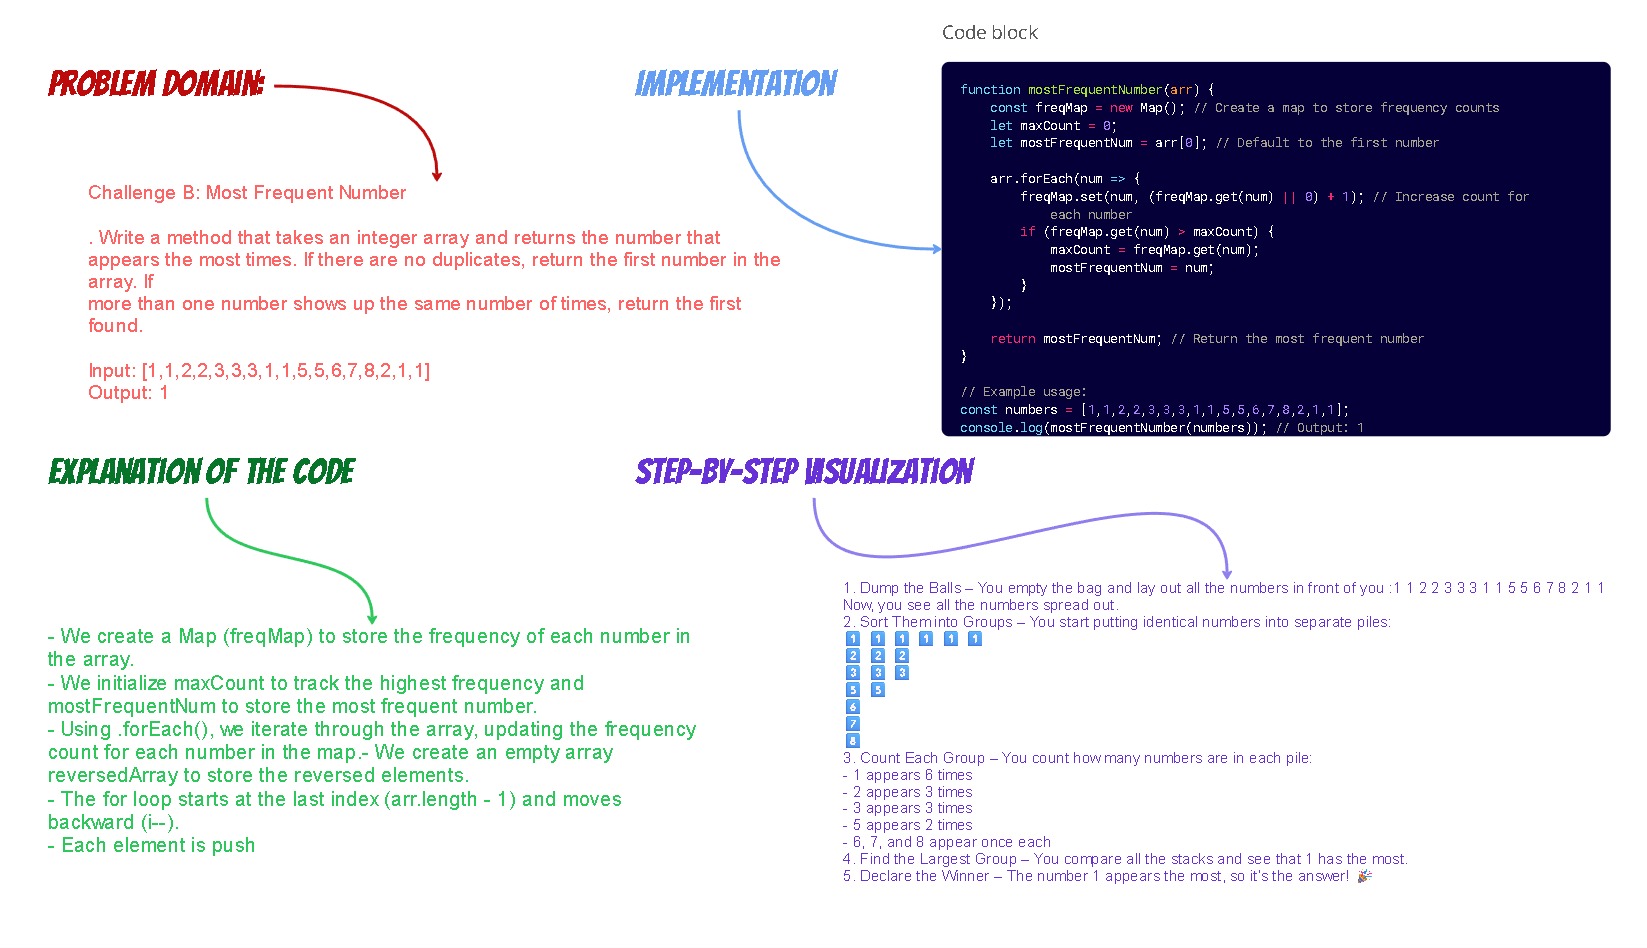 Code block
PROBLEM DOMAIN:
Challenge B: Most Frequent Number
. Write a method that takes an integer array and returns the number that
appears the most times. If there are no duplicates, return the first number in the
array. If
more than one number shows up the same number of times, return the first
found.
Input: [1,1,2,2,3,3,3,1,1,5,5,6,7,8,2,1,1]
Output: 1
IMPLEMENTATION
function mostFrequentNumber(arr) {
    const freqMap = new Map(); // Create a map to store frequency counts
    let maxCount = 0;
    let mostFrequentNum = arr[0]; // Default to the first number
    arr.forEach(num => {
        freqMap.set(num, (freqMap.get(num) || 0) + 1); // Increase count for
            each number
        if (freqMap.get(num) > maxCount) {
            maxCount = freqMap.get(num);
            mostFrequentNum = num;
        }
    });
    return mostFrequentNum; // Return the most frequent number
}
// Example usage:
const numbers = [1,1,2,2,3,3,3,1,1,5,5,6,7,8,2,1,1];
console.log(mostFrequentNumber(numbers)); // Output: 1
EXPLANATION OF THE CODE
- We create a Map (freqMap) to store the frequency of each number in
the array.
- We initialize maxCount to track the highest frequency and
mostFrequentNum to store the most frequent number.
- Using .forEach(), we iterate through the array, updating the frequency
count for each number in the map.- We create an empty array
reversedArray to store the reversed elements.
- The for loop starts at the last index (arr.length - 1) and moves
backward (i--).
- Each element is push
STEP-BY-STEP VISUALIZATION
1. Dump the Balls – You empty the bag and lay out all the numbers in front of you :1 1 2 2 3 3 3 1 1 5 5 6 7 8 2 1 1
Now, you see all the numbers spread out.
2. Sort Them into Groups – You start putting identical numbers into separate piles:
1 1 1 1 1 1
2 2 2
3 3 3
5 5
6
7
8
3. Count Each Group – You count how many numbers are in each pile:
- 1 appears 6 times
- 2 appears 3 times
- 3 appears 3 times
- 5 appears 2 times
- 6, 7, and 8 appear once each
4. Find the Largest Group – You compare all the stacks and see that 1 has the most.
5. Declare the Winner – The number 1 appears the most, so it's the answer! 🎉